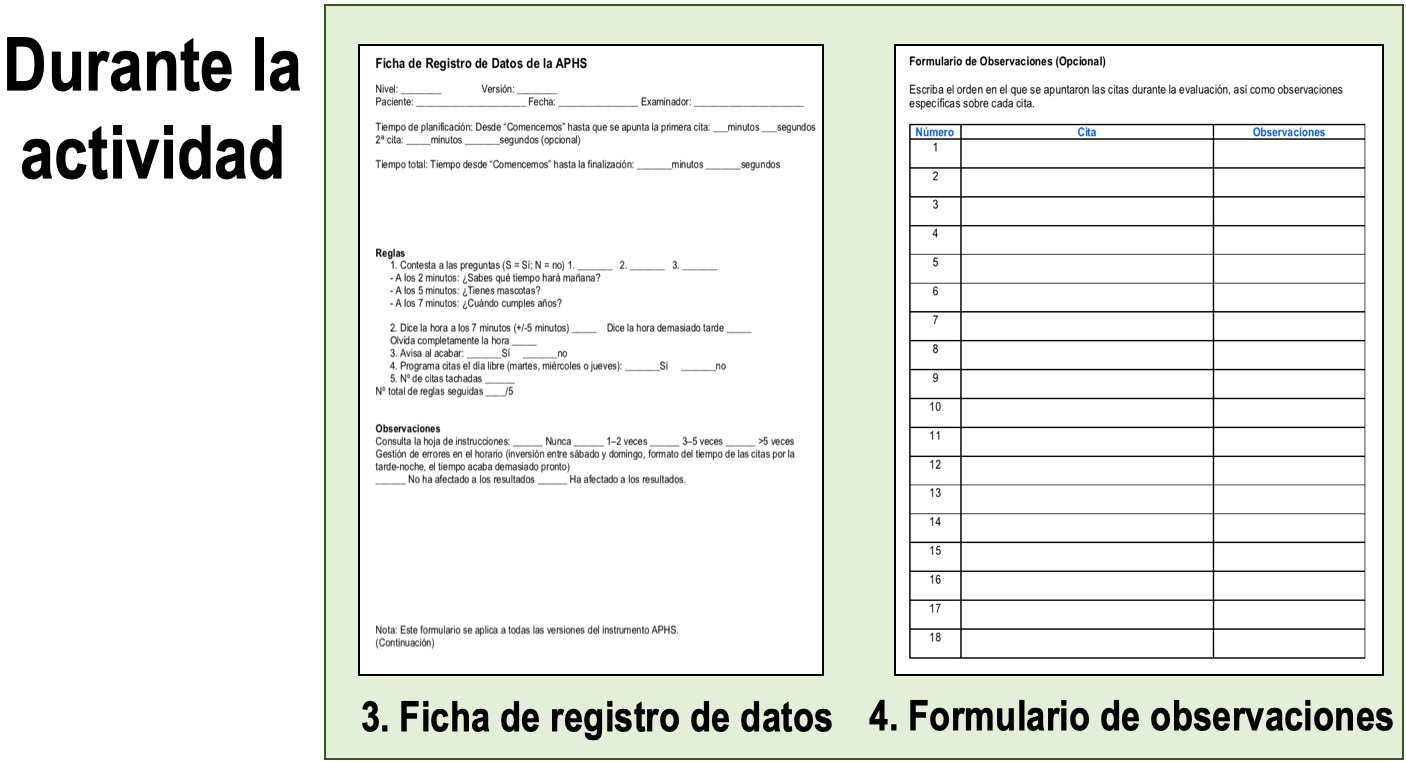 Durante la
actividad
Ficha de Registro de Datos de la APHS
Nivel: ________ Versión: ________
Paciente: ______________________ Fecha: ________________ Examinador: ______________________
Tiempo de planificación: Desde “Comencemos” hasta que se apunta la primera cita: ___minutos ___segundos
2ª cita: _____minutos _______segundos (opcional)
Tiempo total: Tiempo desde “Comencemos” hasta la finalización: _______minutos _______segundos
Reglas
1. Contesta a las preguntas (S = Sí; N = no) 1. _______ 2. _______ 3. _______
- A los 2 minutos: ¿Sabes qué tiempo hará mañana?
- A los 5 minutos: ¿Tienes mascotas?
- A los 7 minutos: ¿Cuándo cumples años?
2. Dice la hora a los 7 minutos (+/-5 minutos) _____ Dice la hora demasiado tarde _____
Olvida completamente la hora _____
3. Avisa al acabar: _______Sí _______no
4. Programa citas el día libre (martes, miércoles o jueves): _______Sí _______no
5. Nº de citas tachadas ______
Nº total de reglas seguidas ____/5
Observaciones
Consulta la hoja de instrucciones: ______ Nunca ______ 1–2 veces ______ 3–5 veces ______ >5 veces
Gestión de errores en el horario (inversión entre sábado y domingo, formato del tiempo de las citas por la
tarde-noche, el tiempo acaba demasiado pronto)
______ No ha afectado a los resultados ______ Ha afectado a los resultados.
Nota: Este formulario se aplica a todas las versiones del instrumento APHS.
(Continuación)
3. Ficha de registro de datos
Formulario de Observaciones (Opcional)
Escriba el orden en el que se apuntaron las citas durante la evaluación, así como observaciones
específicas sobre cada cita.
Número Cita Observaciones
1
2
3
4
5
6
7
8
9
10
11
12
13
14
15
16
17
18
4. Formulario de observaciones